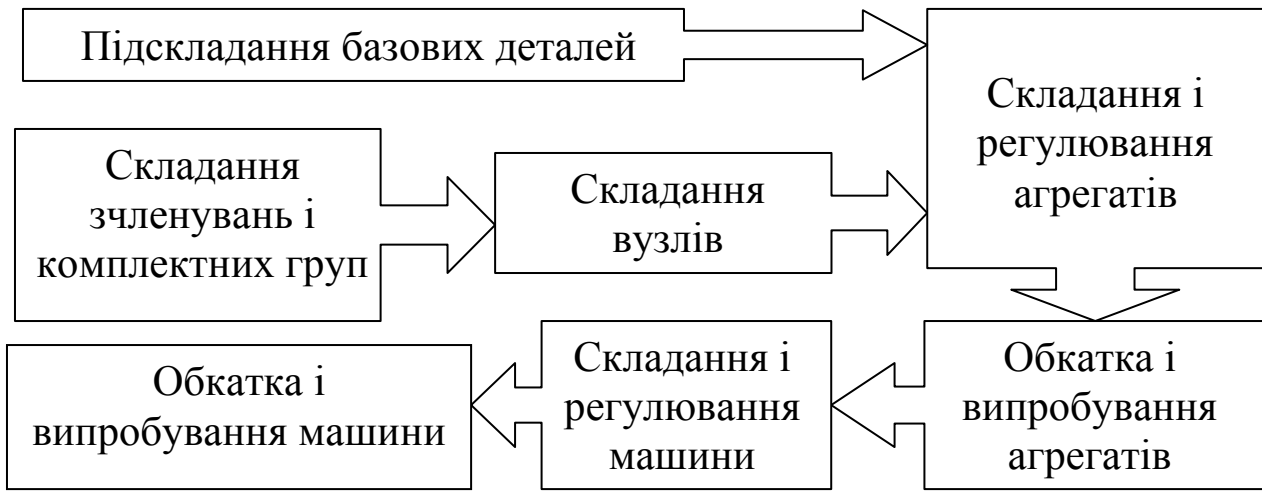 Підскладання базових деталей
Складання
зчленувань і
комплектних груп
Складання
вузлів
Складання і
регулювання
агрегатів
Обкатка і
випробування
агрегатів
Складання і
регулювання
машини
Обкатка і
випробування машини